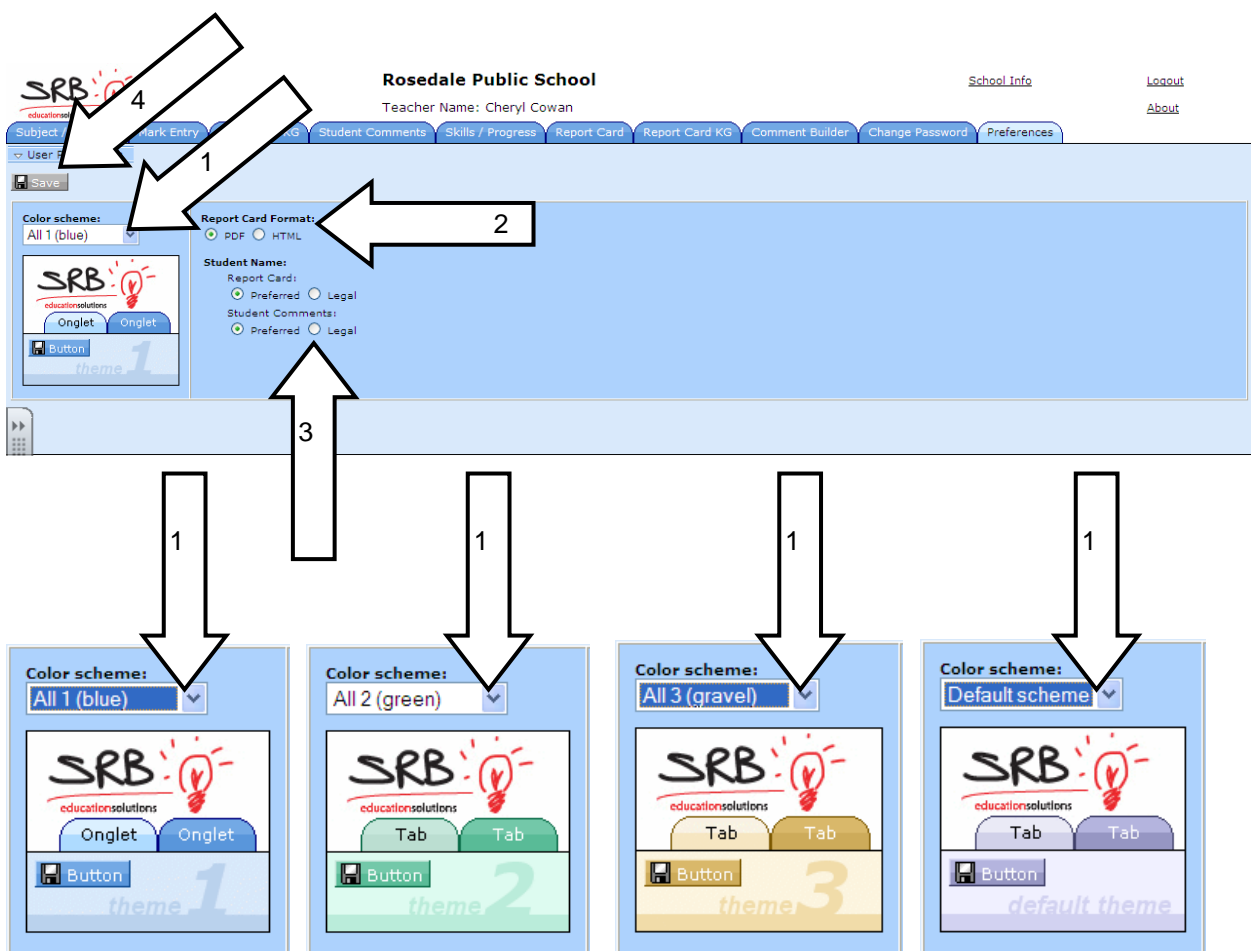 4
SRB
educationsol
Rosedale Public School
School Info
Logout
Teacher Name: Cheryl Cowan
About
Subject / Mark Entry KG Student Comments Skills / Progress Report Card Report Card KG Comment Builder Change Password Preferences
User P
1
Save
Color scheme:
All 1 (blue)
Report Card Format:
PDF HTML
2
Student Name:
Report Card:
Preferred Legal
Student Comments:
Preferred Legal
SRB
educationsolutions
Onglet Onglet
Button
theme 1
3
1 1 1 1
Color scheme: Color scheme: Color scheme: Color scheme:
All 1 (blue) All 2 (green) All 3 (gravel) Default scheme
SRB SRB SRB SRB
educationsolutions educationsolutions educationsolutions educationsolutions
Onglet Onglet Tab Tab Tab Tab Tab Tab
Button Button Button Button
theme 1 theme 2 theme 3 default theme